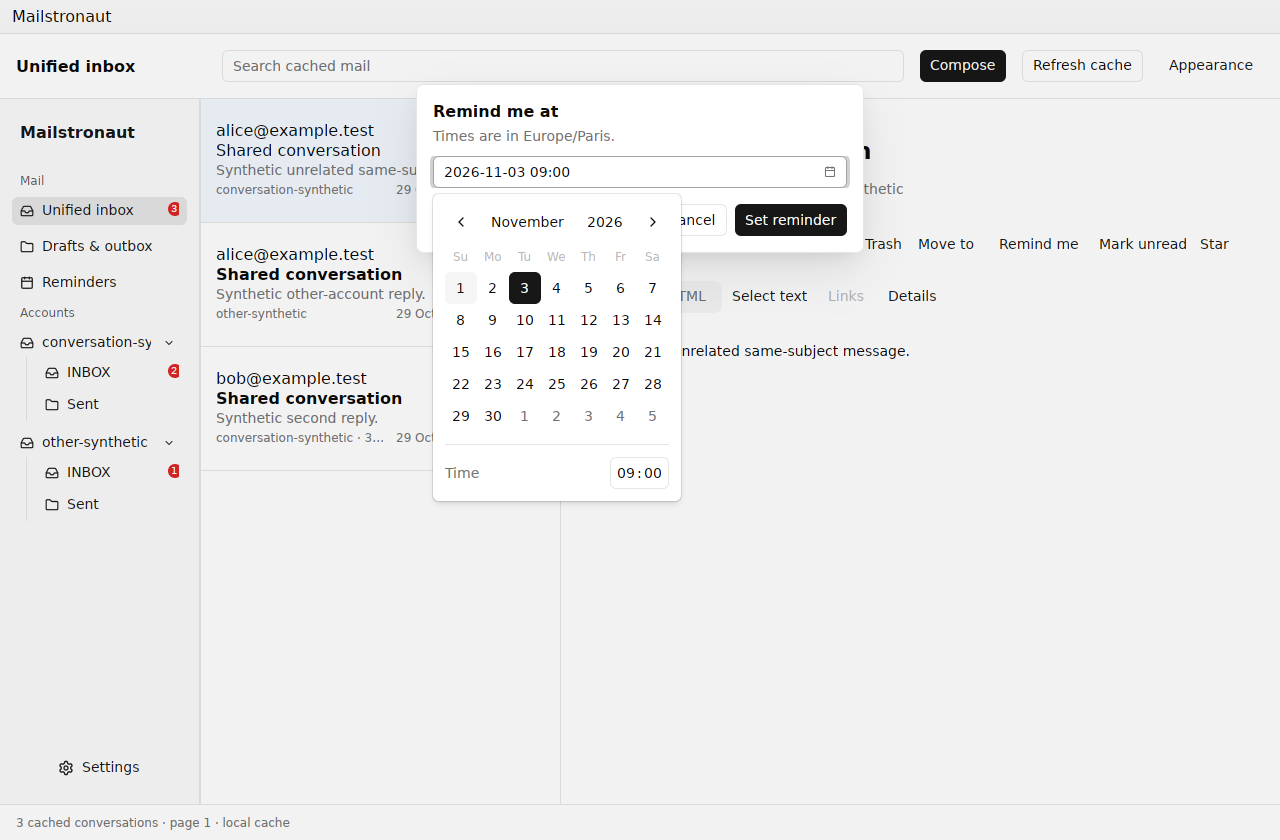 Mailstronaut
Unified inbox
Search cached mail
Compose
Refresh cache
Appearance
Mailstronaut
Mail
Unified inbox 3
Drafts & outbox
Reminders
Accounts
conversation-sy
INBOX 2
Sent
other-synthetic
INBOX 1
Sent
Settings
alice@example.test
Shared conversation
Synthetic unrelated same-su
conversation-synthetic 29
alice@example.test
Shared conversation
Synthetic other-account reply.
other-synthetic 29 Oct
bob@example.test
Shared conversation
Synthetic second reply.
conversation-synthetic · 3... 29 Oct
Remind me at
Times are in Europe/Paris.
2026-11-03 09:00
ancel
Set reminder
November 2026
Su Mo Tu We Th Fr Sa
1 2 3 4 5 6 7
8 9 10 11 12 13 14
15 16 17 18 19 20 21
22 23 24 25 26 27 28
29 30 1 2 3 4 5
Time 09:00
n
thetic
Trash Move to Remind me Mark unread Star
TML Select text Links Details
nrelated same-subject message.
3 cached conversations · page 1 · local cache